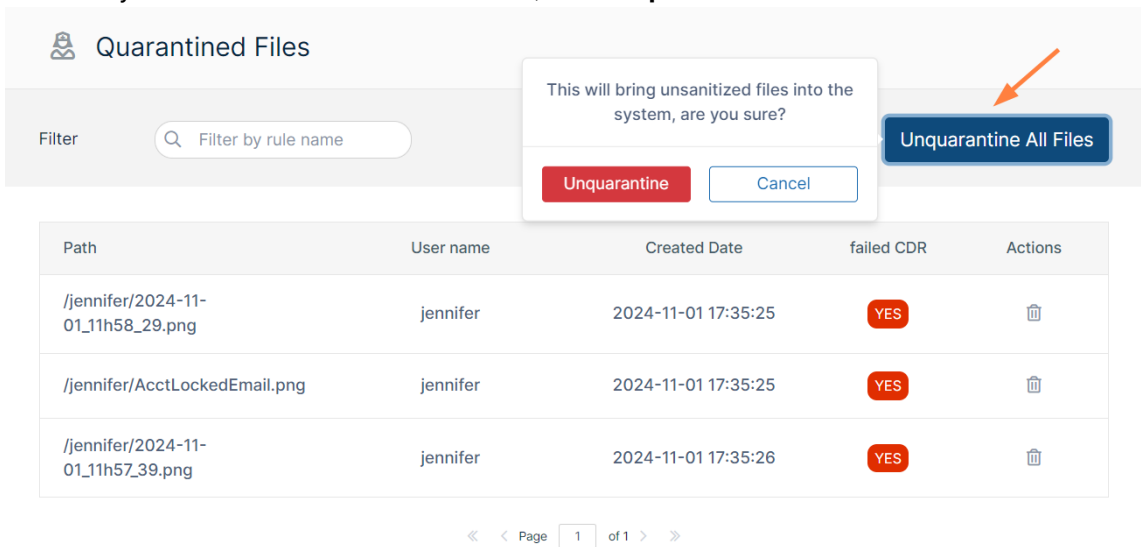 Quarantined Files
This will bring unsanitized files into the
system, are you sure?
Filter
Filter by rule name
Unquarantine All Files
Unquarantine
Cancel
Path User name Created Date failed CDR Actions
/jennifer/2024-11-
01_11h58_29.png
jennifer 2024-11-01 17:35:25 YES
/jennifer/AcctLockedEmail.png jennifer 2024-11-01 17:35:25 YES
/jennifer/2024-11-
01_11h57_39.png
jennifer 2024-11-01 17:35:26 YES
Page 1 of 1